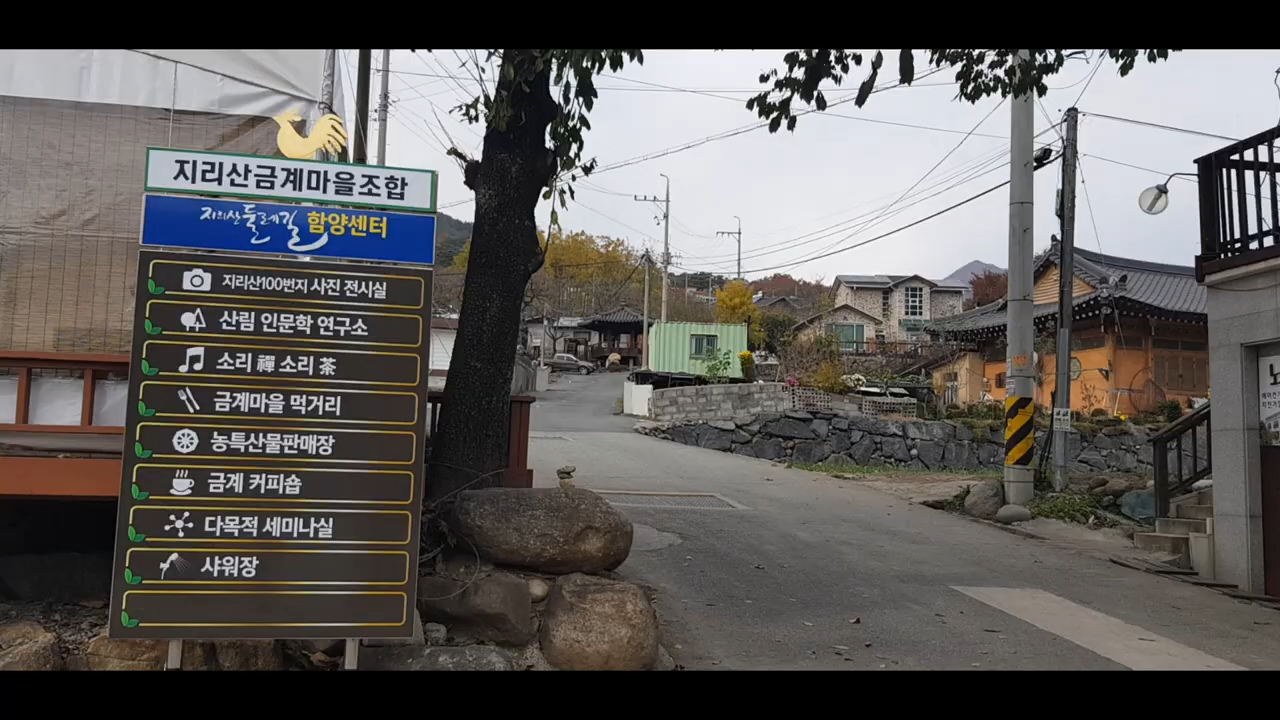 지리산금계마을조합
지리산둘레길 함양센터
지리산100번지 사진 전시실
산림 인문학 연구소
소리 禪 소리 茶
금계마을 먹거리
농특산물판매장
금계 커피숍
다목적 세미나실
샤워장